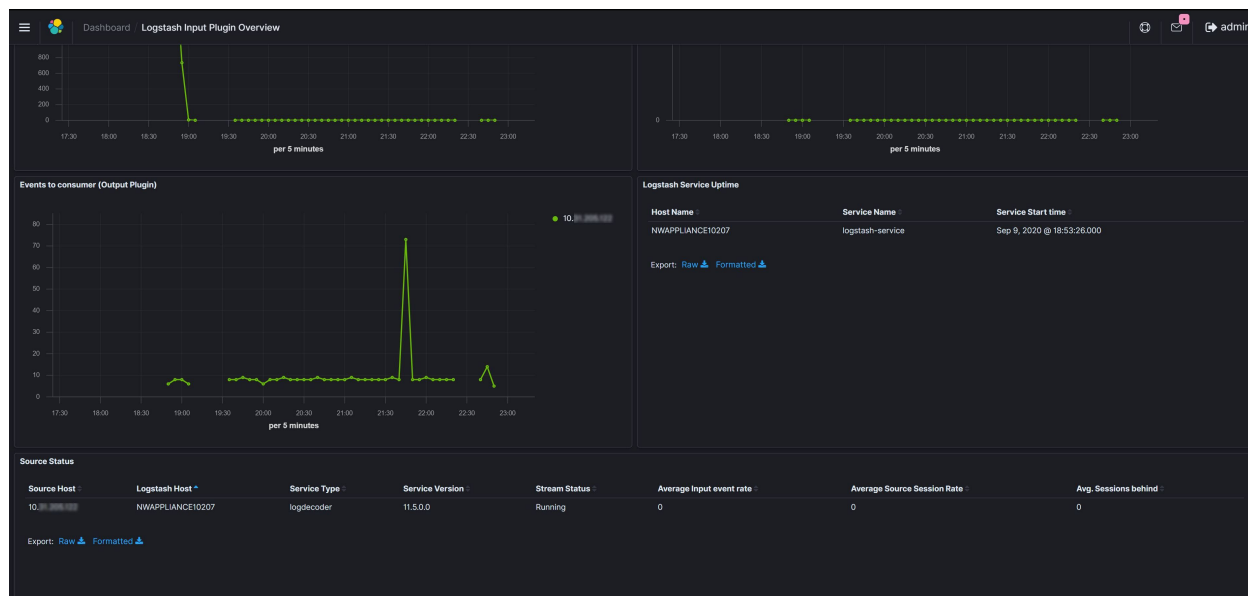 Dashboard / Logstash Input Plugin Overview admin
800
600
400
200
0
17:30 18:00 18:30 19:00 19:30 20:00 20:30 21:00 21:30 22:00 22:30 23:00
per 5 minutes
0
17:30 18:00 18:30 19:00 19:30 20:00 20:30 21:00 21:30 22:00 22:30 23:00
per 5 minutes
Events to consumer (Output Plugin)
80
70
60
50
40
30
20
10
0
17:30 18:00 18:30 19:00 19:30 20:00 20:30 21:00 21:30 22:00 22:30 23:00
per 5 minutes
10.
Logstash Service Uptime
Host Name Service Name Service Start time
NWAPPLIANCE10207 logstash-service Sep 9, 2020 @ 18:53:26.000
Export: Raw Formatted
Source Status
Source Host Logstash Host Service Type Service Version Stream Status Average Input event rate Average Source Session Rate Avg. Sessions behind
10. NWAPPLIANCE10207 logdecoder 11.5.0.0 Running 0 0 0
Export: Raw Formatted